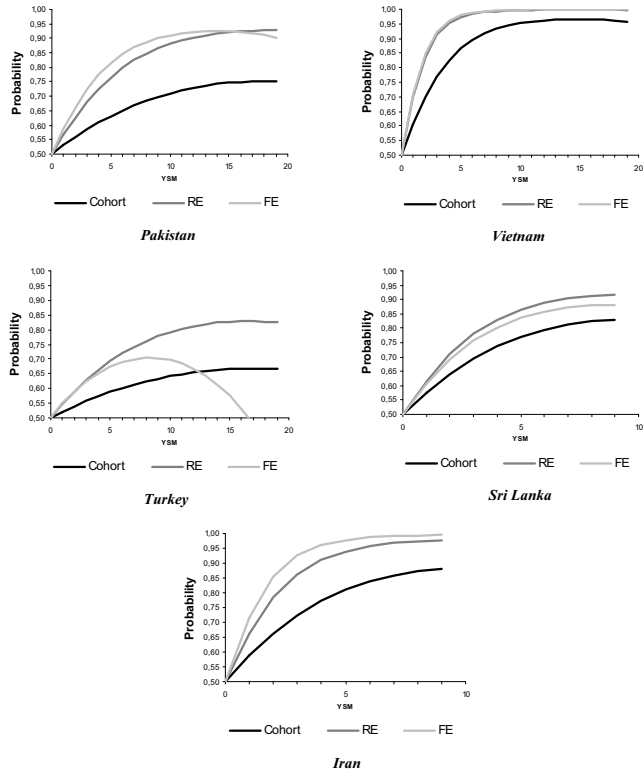 1,00
0,95
0,90
0,85
0,80
0,75
0,70
0,65
0,60
0,55
0,50
Probability
0 5 10 15 20
YSM
Cohort RE FE
Pakistan
1,00
0,95
0,90
0,85
0,80
0,75
0,70
0,65
0,60
0,55
0,50
Probability
0 5 10 15 20
YSM
Cohort RE FE
Vietnam
1,00
0,95
0,90
0,85
0,80
0,75
0,70
0,65
0,60
0,55
0,50
Probability
0 5 10 15 20
YSM
Cohort RE FE
Turkey
1,00
0,95
0,90
0,85
0,80
0,75
0,70
0,65
0,60
0,55
0,50
Probability
0 5 10
YSM
Cohort RE FE
Sri Lanka
1,00
0,95
0,90
0,85
0,80
0,75
0,70
0,65
0,60
0,55
0,50
Probability
0 5 10
YSM
Cohort RE FE
Iran